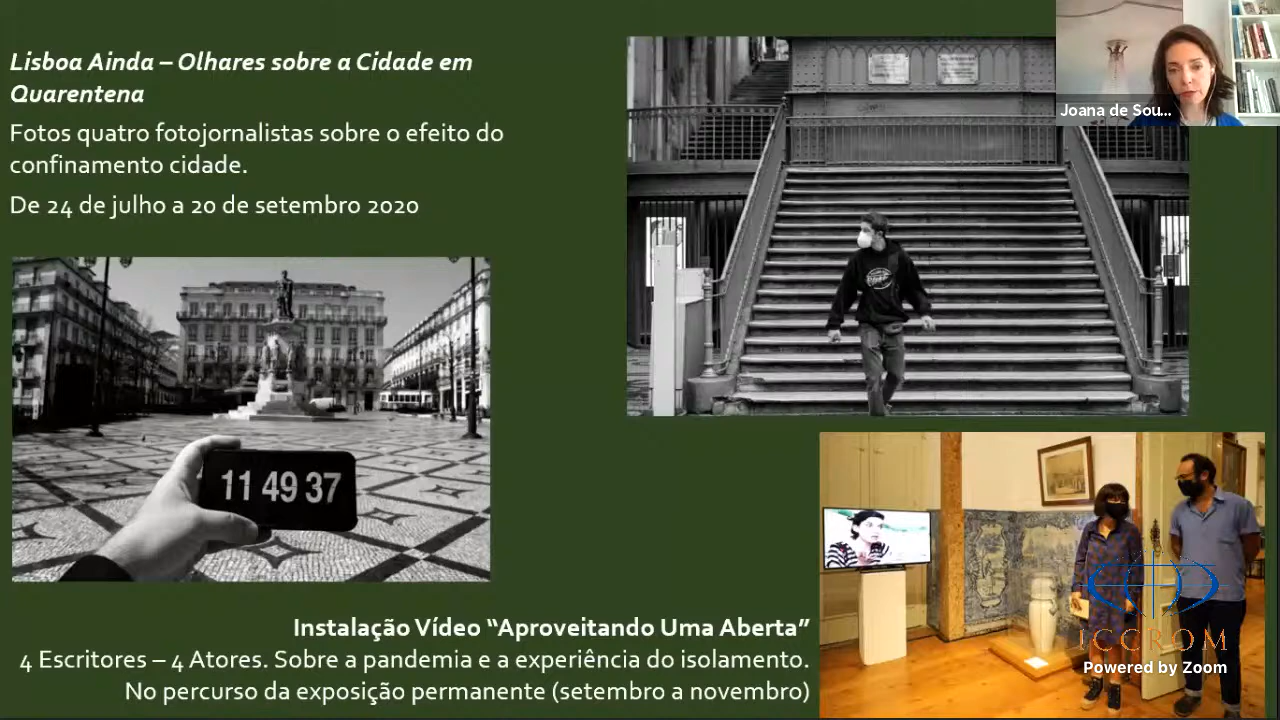 Lisboa Ainda – Olhares sobre a Cidade em
Quarentena
Fotos quatro fotojornalistas sobre o efeito do
confinamento cidade.
De 24 de julho a 20 de setembro 2020
Joana de Sou...
11 49 37
Instalação Vídeo “Aproveitando Uma Aberta”
4 Escritores – 4 Atores. Sobre a pandemia e a experiência do isolamento.
No percurso da exposição permanente (setembro a novembro)
ICCROM
Powered by Zoom